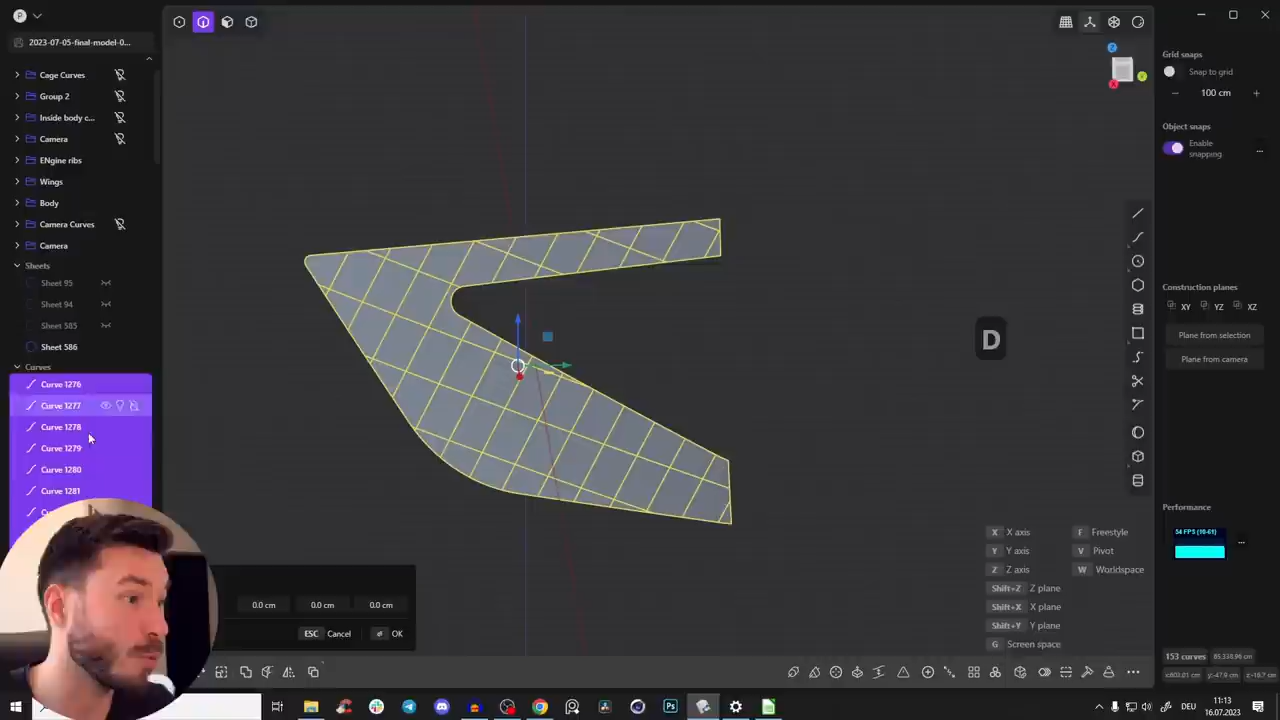 P
2023-07-05-final-model-0...
Cage Curves
Group 2
Inside body c...
Camera
ENgine ribs
Wings
Body
Camera Curves
Camera
Sheets
Sheet 95
Sheet 94
Sheet 585
Sheet 586
Curves
Curve 1276
Curve 1277
Curve 1278
Curve 1279
Curve 1280
Curve 1281
0.0 cm 0.0 cm 0.0 cm
ESC Cancel OK
Z
Y
X
D
X X axis F Freestyle
Y Y axis V Pivot
Z Z axis W Worldspace
Shift+Z Z plane
Shift+X X plane
Shift+Y Y plane
G Screen space
Grid snaps
Snap to grid
100 cm
Object snaps
Enable snapping
...
Construction planes
XY YZ XZ
Plane from selection
Plane from camera
Performance
54 FPS (10-61)
...
153 curves
DEU
11:13
16.07.2023
Ps